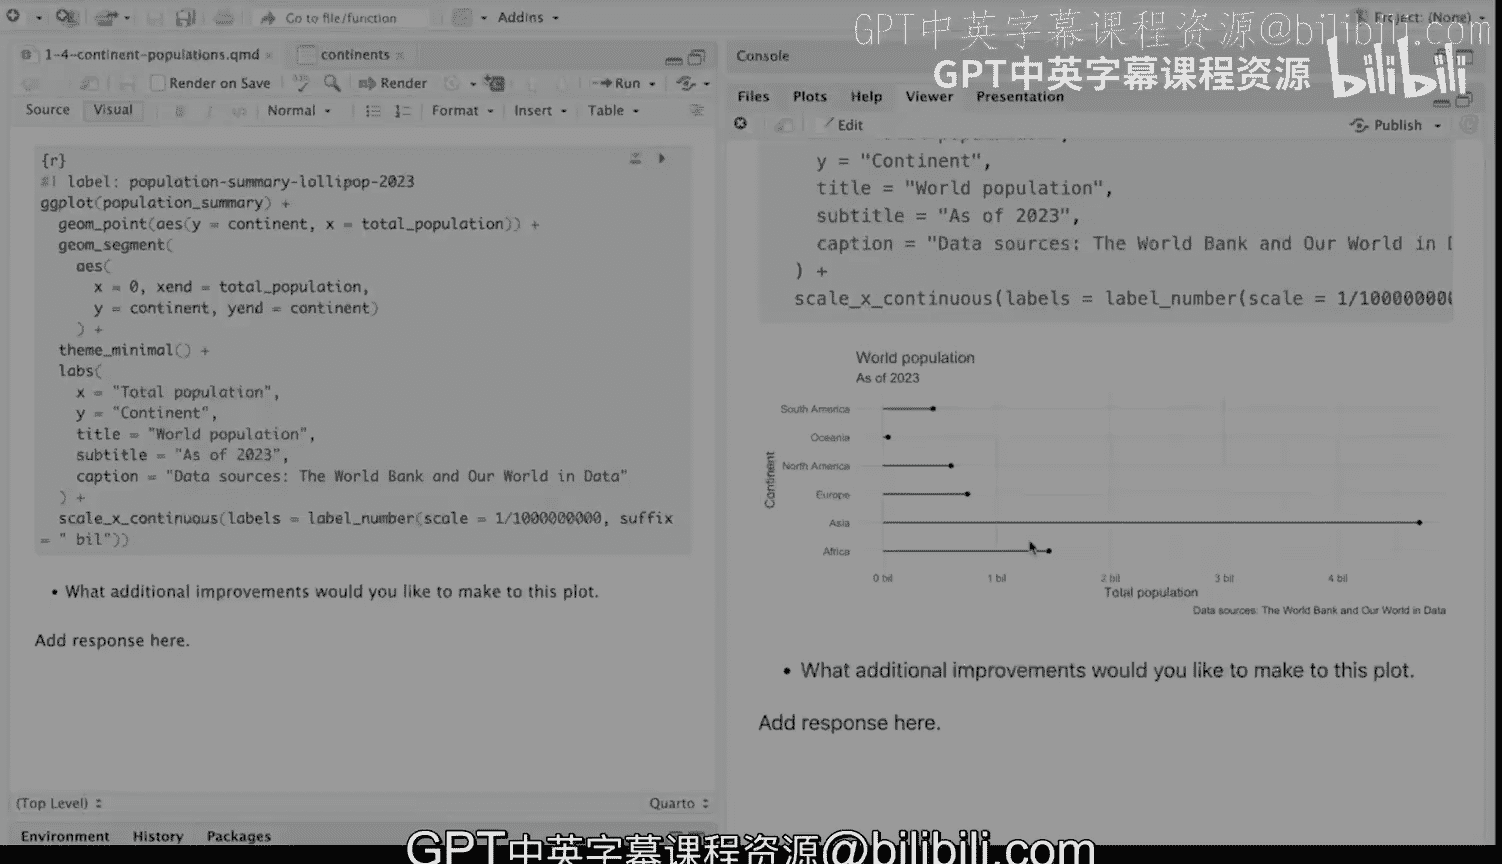 Go to file/function
Addins
Project: (None)
GPT中英字幕课程资源@bilibili.com
GPT中英字幕课程资源 bilibili
1-4-continent-populations.qmd
continents
Render on Save
Render
Run
Source
Visual
Normal
Format
Insert
Table
{r}
#| label: population-summary-lollipop-2023
ggplot(population_summary) +
geom_point(aes(y = continent, x = total_population)) +
geom_segment(
aes(
x = 0, xend = total_population,
y = continent, yend = continent)
) +
theme_minimal() +
labs(
x = "Total population",
y = "Continent",
title = "World population",
subtitle = "As of 2023",
caption = "Data sources: The World Bank and Our World in Data"
) +
scale_x_continuous(labels = label_number(scale = 1/1000000000, suffix
= " bil"))
• What additional improvements would you like to make to this plot.
Add response here.
(Top Level)
Quarto
Environment
History
Packages
Console
Files
Plots
Help
Viewer
Presentation
Edit
Publish
y = "Continent",
title = "World population",
subtitle = "As of 2023",
caption = "Data sources: The World Bank and Our World in
) +
scale_x_continuous(labels = label_number(scale = 1/10000000
World population
As of 2023
South America
Oceania
North America
Europe
Asia
Africa
Continent
0 bil
1 bil
2 bil
3 bil
4 bil
Total population
Data sources: The World Bank and Our World in Data
• What additional improvements would you like to make to this plot.
Add response here.
GPT中英字幕课程资源@bilibili.com